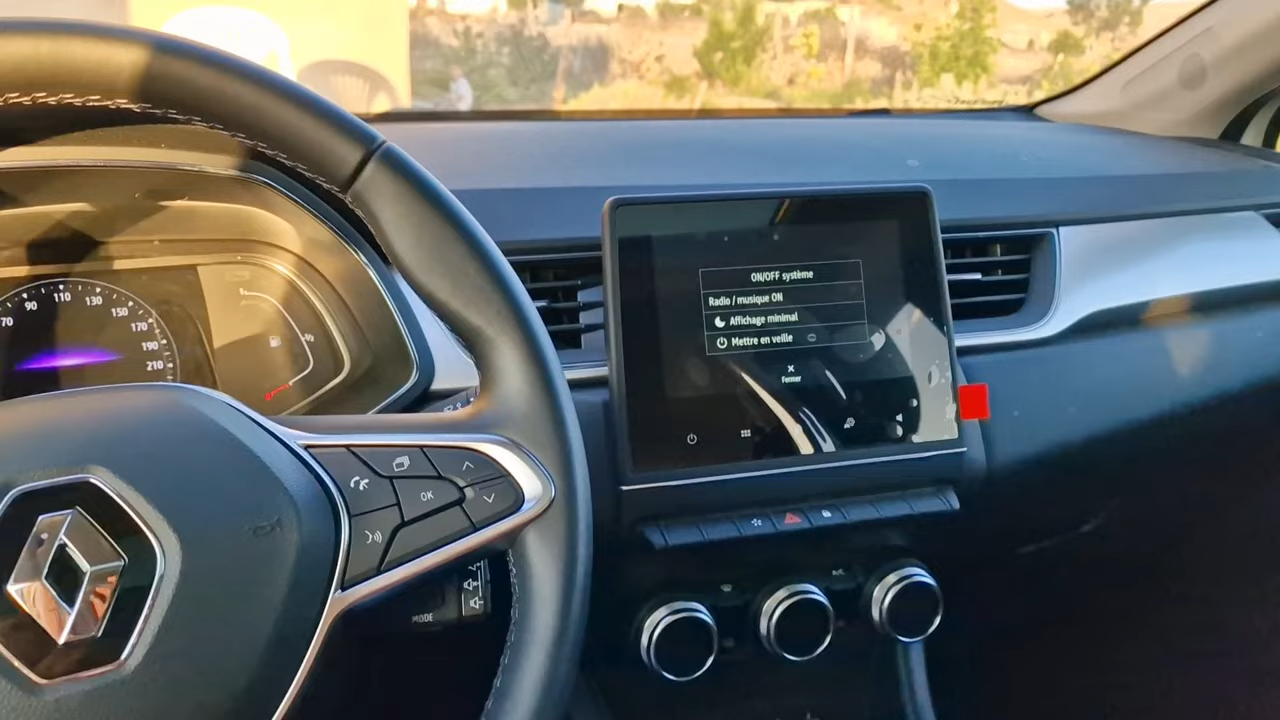 70
90
110
130
150
170
190
210
ON/OFF système
Radio / musique ON
Affichage minimal
Mettre en veille
Fermer
OK
MODE
A/C